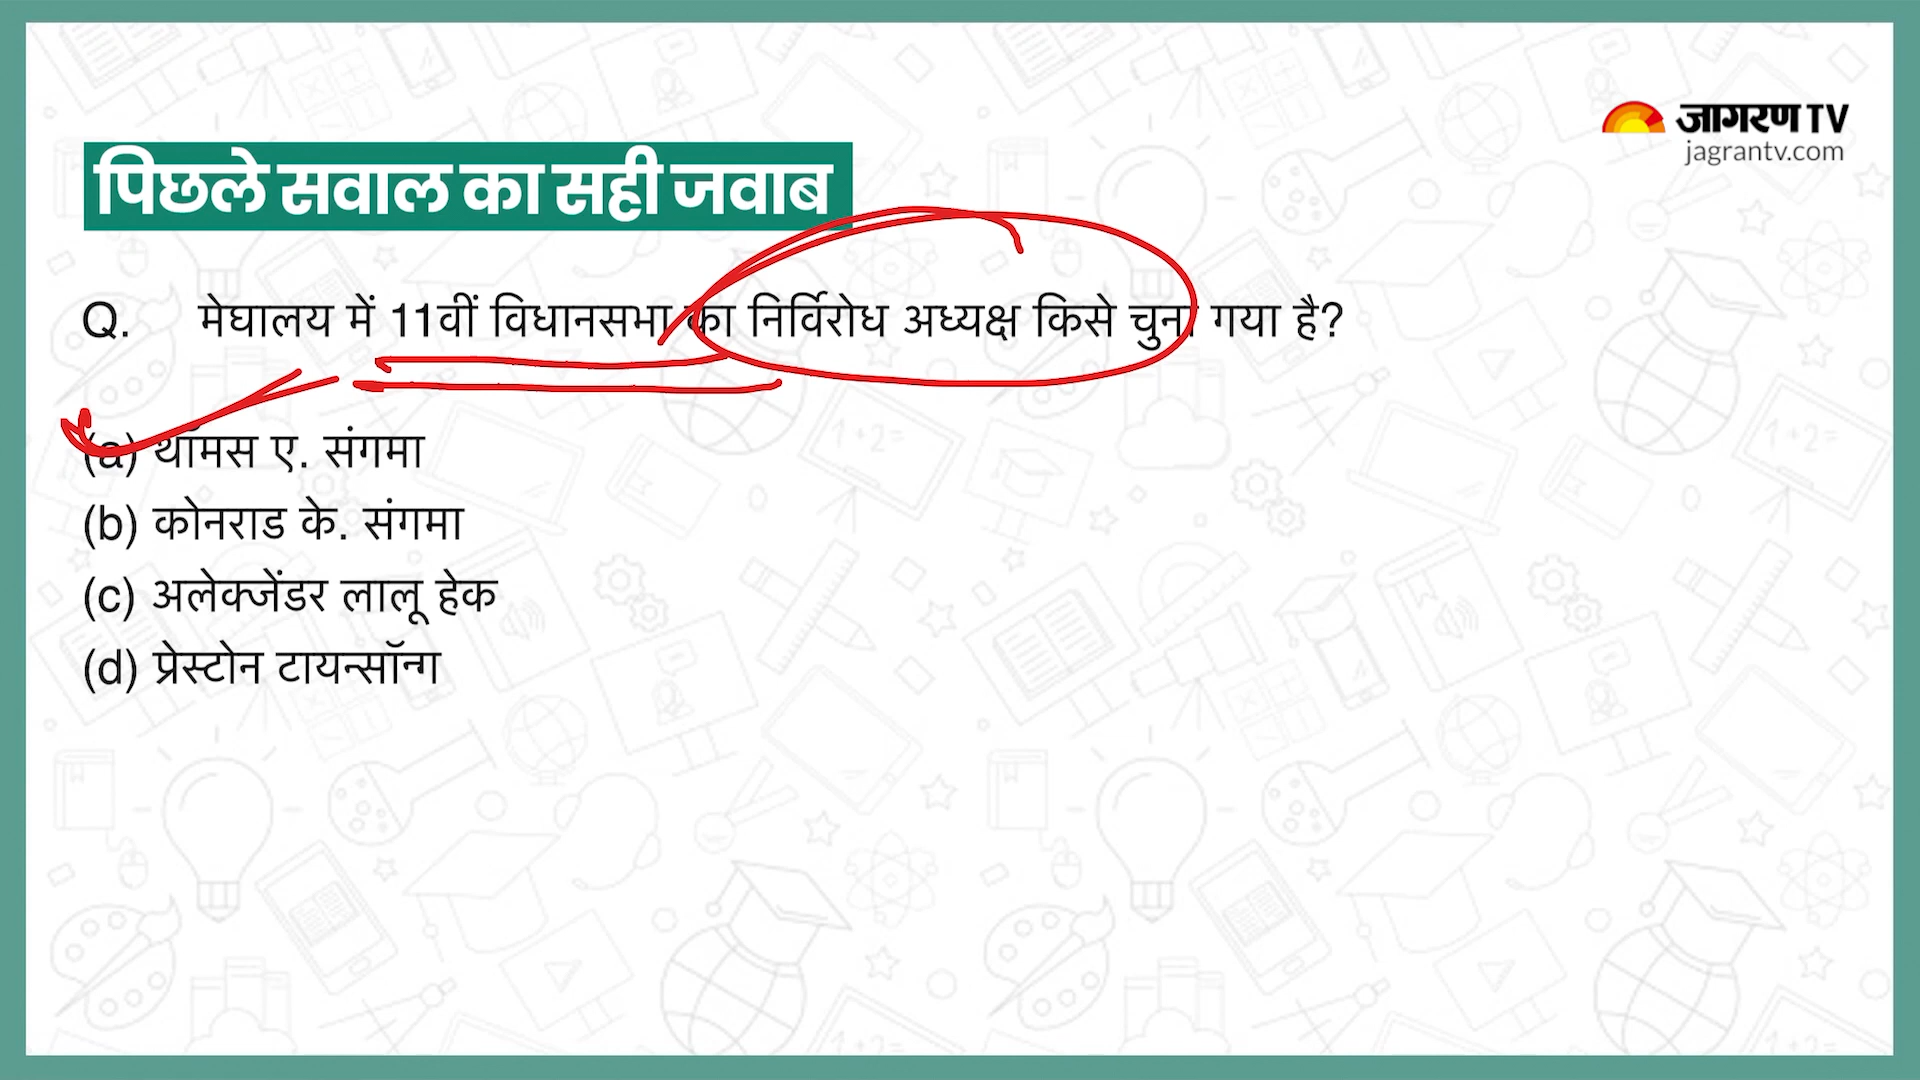 जागरण TV
jagrantv.com
पिछले सवाल का सही जवाब
Q. मेघालय में 11वीं विधानसभा का निर्विरोध अध्यक्ष किसे चुना गया है?
(a) थॉमस ए. संगमा
(b) कोनराड के. संगमा
(c) अलेक्जेंडर लालू हेक
(d) प्रेस्टोन टायन्सॉन्ग